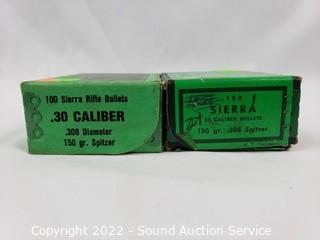 100 Sierra Rifle Bullets
.30 CALIBER
.308 Diameter
150 gr. Spitzer
100
SIERRA
30 CALIBER BULLETS
150 gr. .308 Spitzer
Copyright 2022 - Sound Auction Service